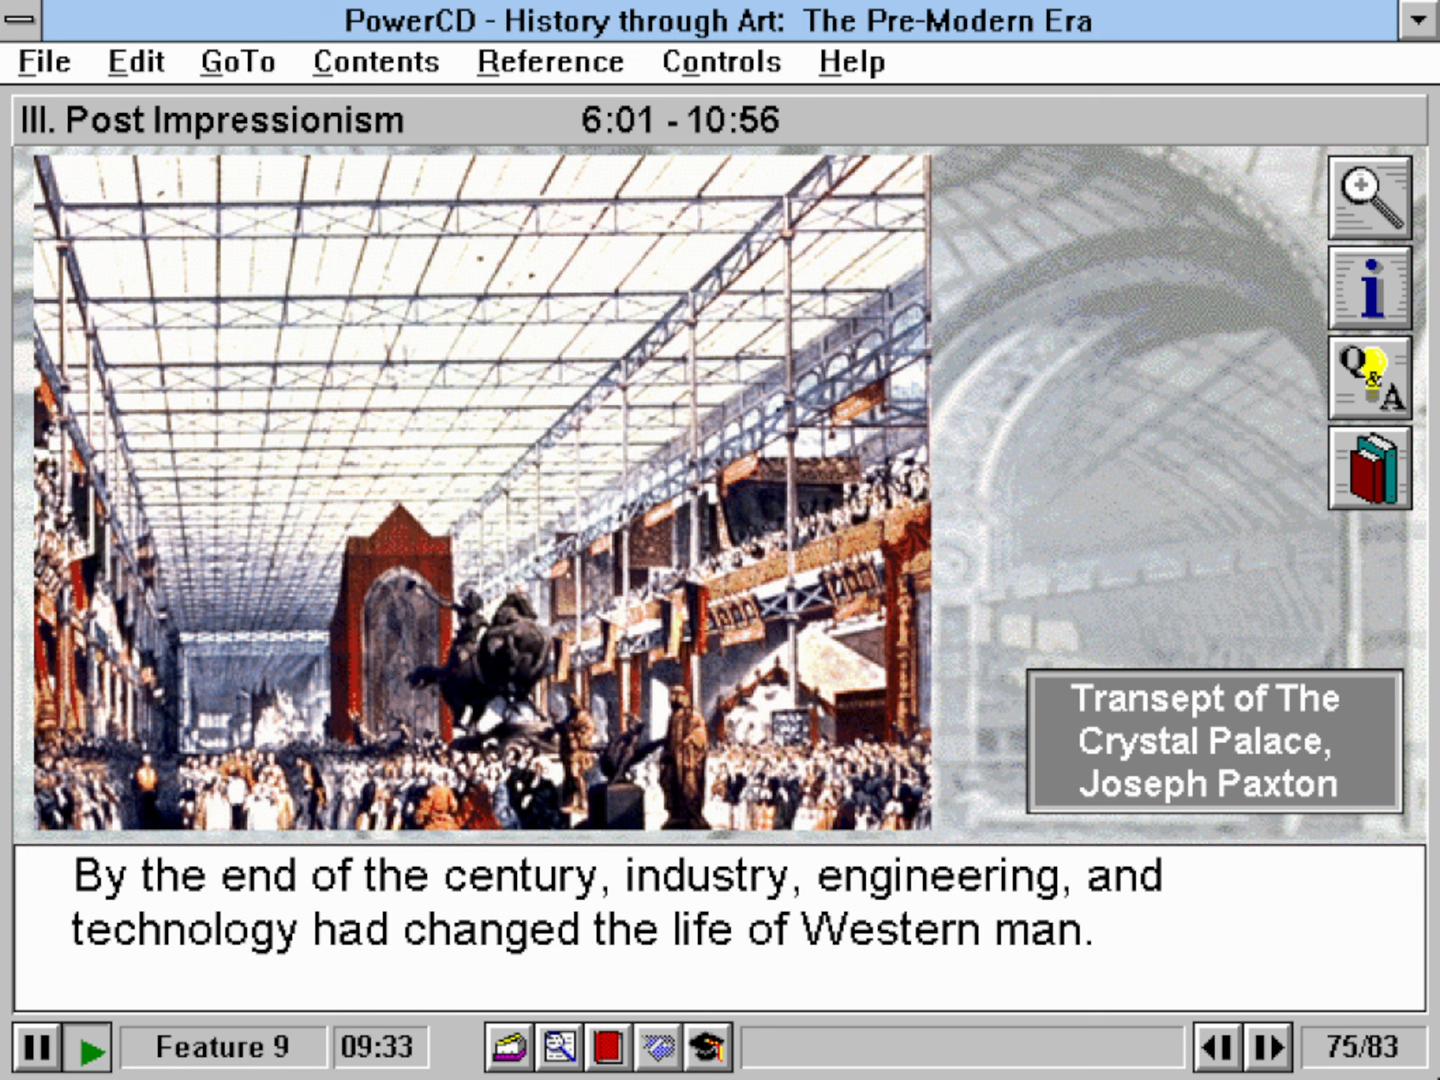 PowerCD - History through Art: The Pre-Modern Era
File Edit GoTo Contents Reference Controls Help
III. Post Impressionism 6:01 - 10:56
i
Q & A
Transept of The
Crystal Palace,
Joseph Paxton
By the end of the century, industry, engineering, and
technology had changed the life of Western man.
Feature 9 09:33 75/83